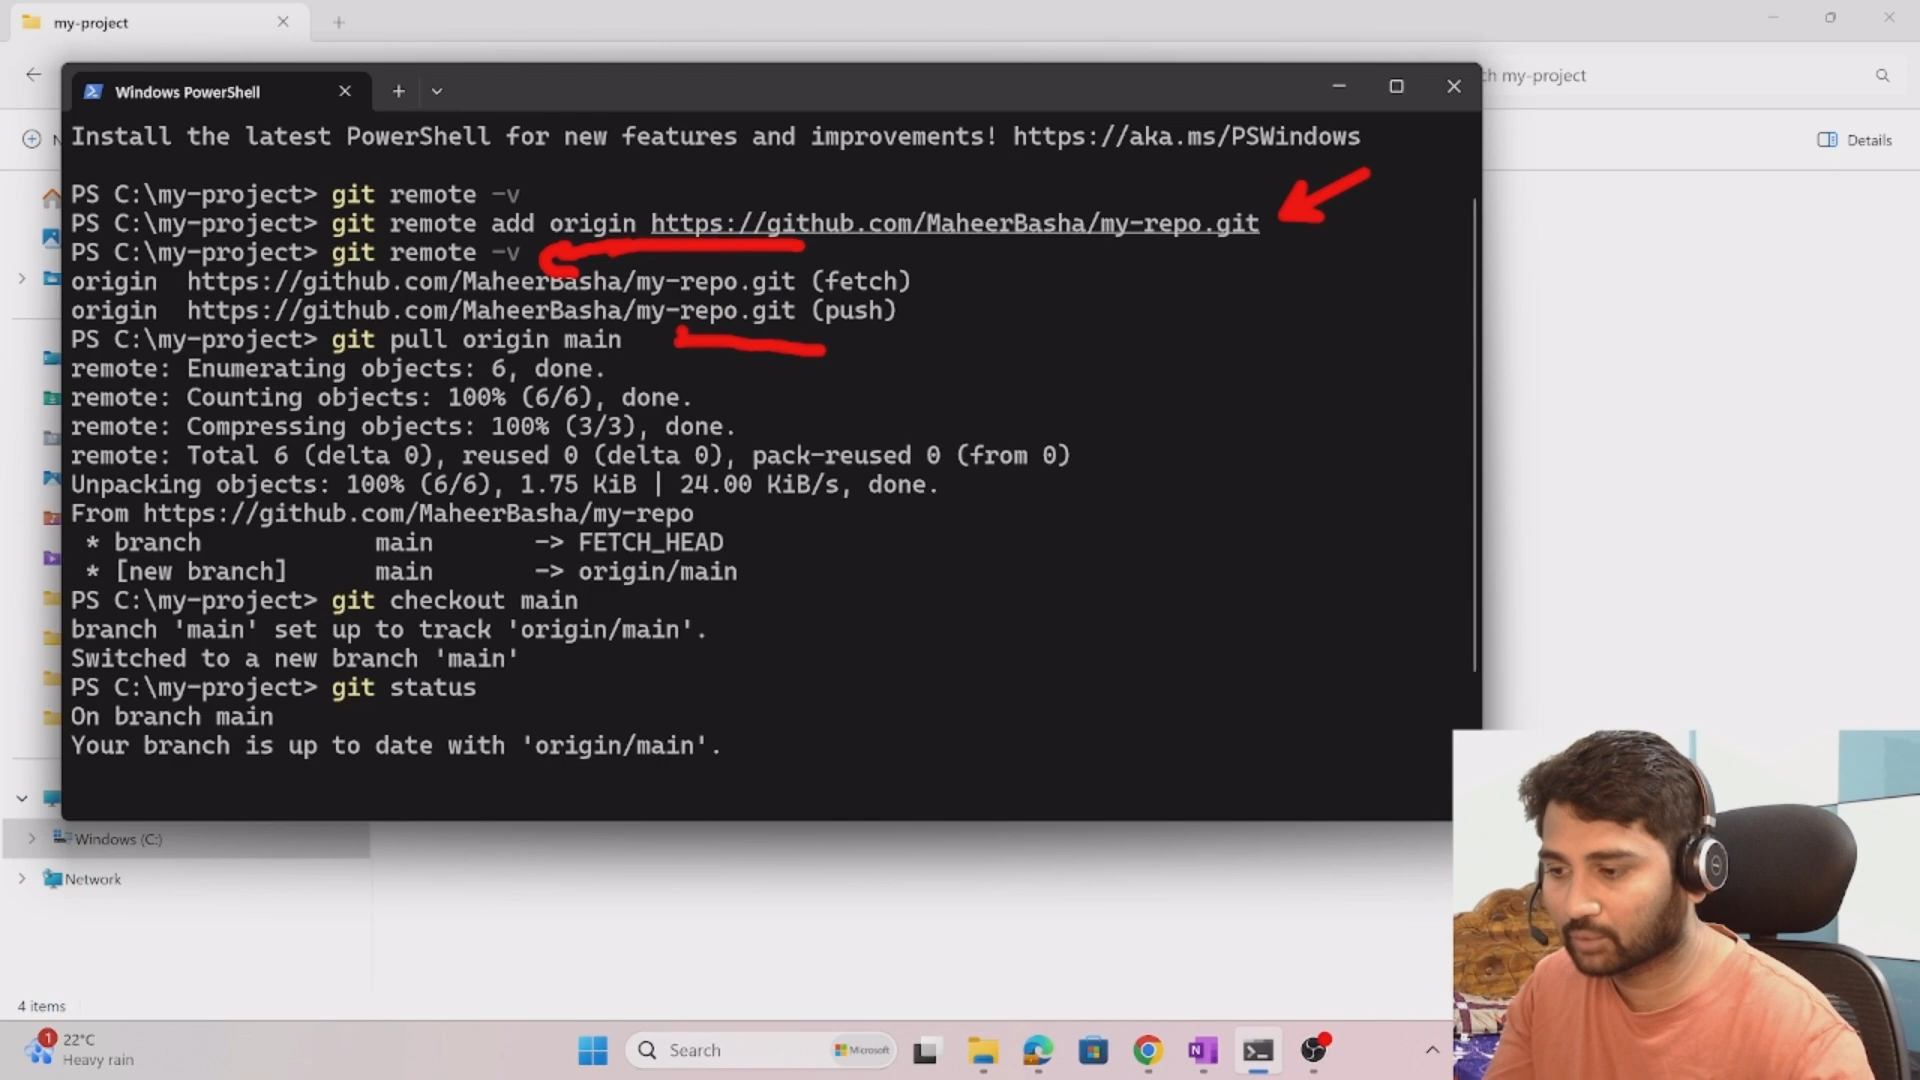 my-project
ch my-project
Windows PowerShell
Details
Install the latest PowerShell for new features and improvements! https://aka.ms/PSWindows
PS C:\my-project> git remote -v
PS C:\my-project> git remote add origin https://github.com/MaheerBasha/my-repo.git
PS C:\my-project> git remote -v
origin  https://github.com/MaheerBasha/my-repo.git (fetch)
origin  https://github.com/MaheerBasha/my-repo.git (push)
PS C:\my-project> git pull origin main
remote: Enumerating objects: 6, done.
remote: Counting objects: 100% (6/6), done.
remote: Compressing objects: 100% (3/3), done.
remote: Total 6 (delta 0), reused 0 (delta 0), pack-reused 0 (from 0)
Unpacking objects: 100% (6/6), 1.75 KiB | 24.00 KiB/s, done.
From https://github.com/MaheerBasha/my-repo
 * branch            main       -> FETCH_HEAD
 * [new branch]      main       -> origin/main
PS C:\my-project> git checkout main
branch 'main' set up to track 'origin/main'.
Switched to a new branch 'main'
PS C:\my-project> git status
On branch main
Your branch is up to date with 'origin/main'.
Windows (C:)
Network
4 items
1
22°C
Heavy rain
Search
Microsoft